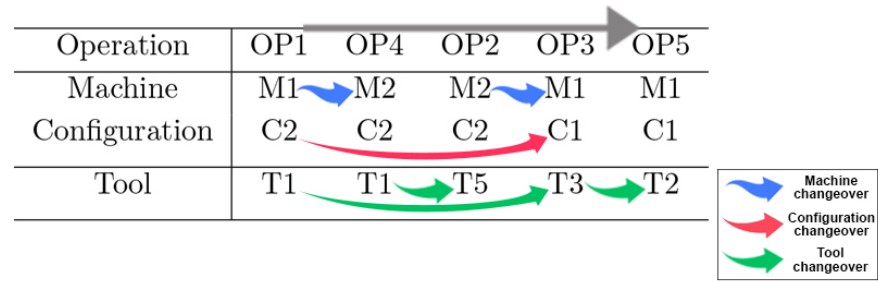 Operation OP1 OP4 OP2 OP3 OP5
Machine M1 M2 M2 M1 M1
Configuration C2 C2 C2 C1 C1
Tool T1 T1 T5 T3 T2
Machine
changeover
Configuration
changeover
Tool
changeover